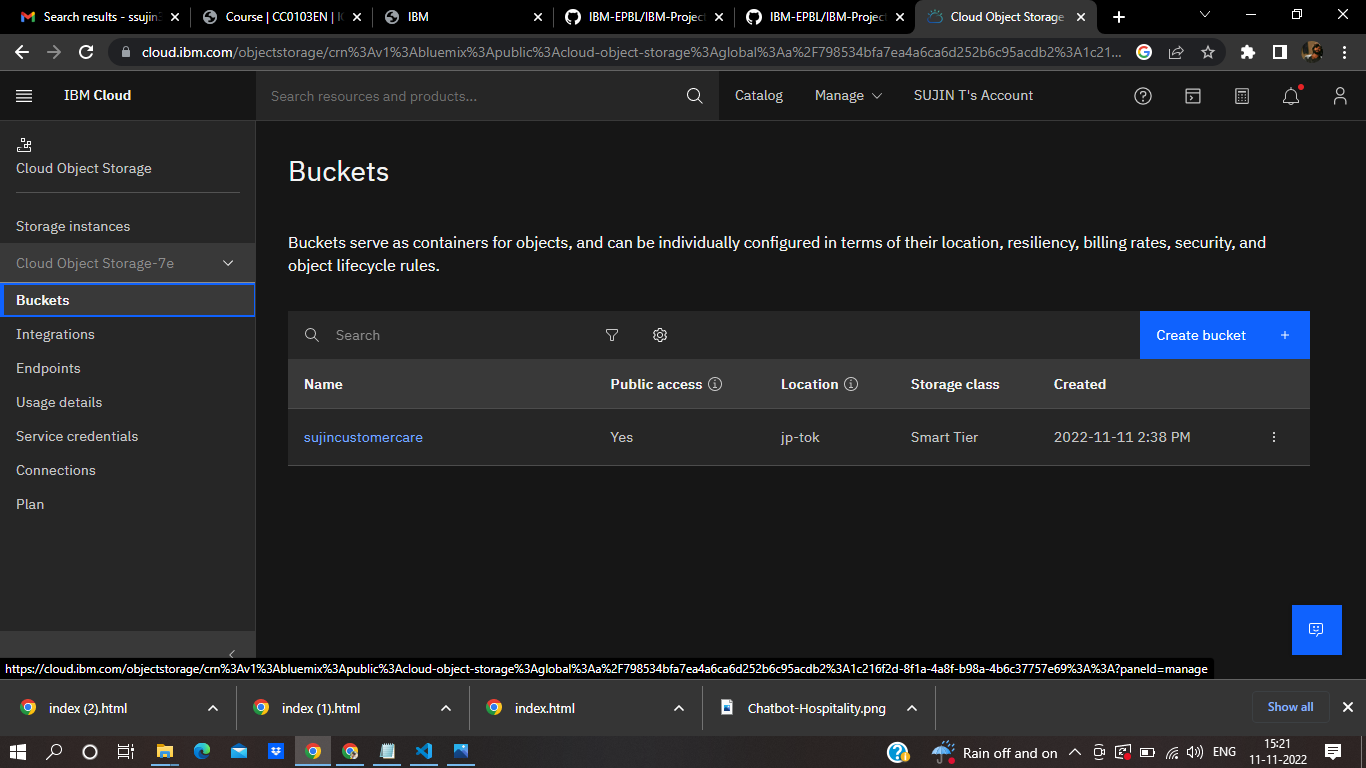 Search results - ssujin3
Course | CC0103EN | I
IBM
IBM-EPBL/IBM-Project
IBM-EPBL/IBM-Project
Cloud Object Storage
cloud.ibm.com/objectstorage/crn%3Av1%3Abluemix%3Apublic%3Acloud-object-storage%3Aglobal%3Aa%2F798534bfa7ea4a6ca6d252b6c95acdb2%3A1c21...
IBM Cloud
Search resources and products...
Catalog
Manage
SUJIN T's Account
Cloud Object Storage
Storage instances
Cloud Object Storage-7e
Buckets
Integrations
Endpoints
Usage details
Service credentials
Connections
Plan
Buckets
Buckets serve as containers for objects, and can be individually configured in terms of their location, resiliency, billing rates, security, and
object lifecycle rules.
Search
Create bucket +
Name Public access Location Storage class Created
sujincustomercare Yes jp-tok Smart Tier 2022-11-11 2:38 PM
https://cloud.ibm.com/objectstorage/crn%3Av1%3Abluemix%3Apublic%3Acloud-object-storage%3Aglobal%3Aa%2F798534bfa7ea4a6ca6d252b6c95acdb2%3A1c216f2d-8f1a-4a8f-b98a-4b6c37757e69%3A%3A?paneId=manage
index (2).html
index (1).html
index.html
Chatbot-Hospitality.png
Show all
Rain off and on
ENG
15:21
11-11-2022